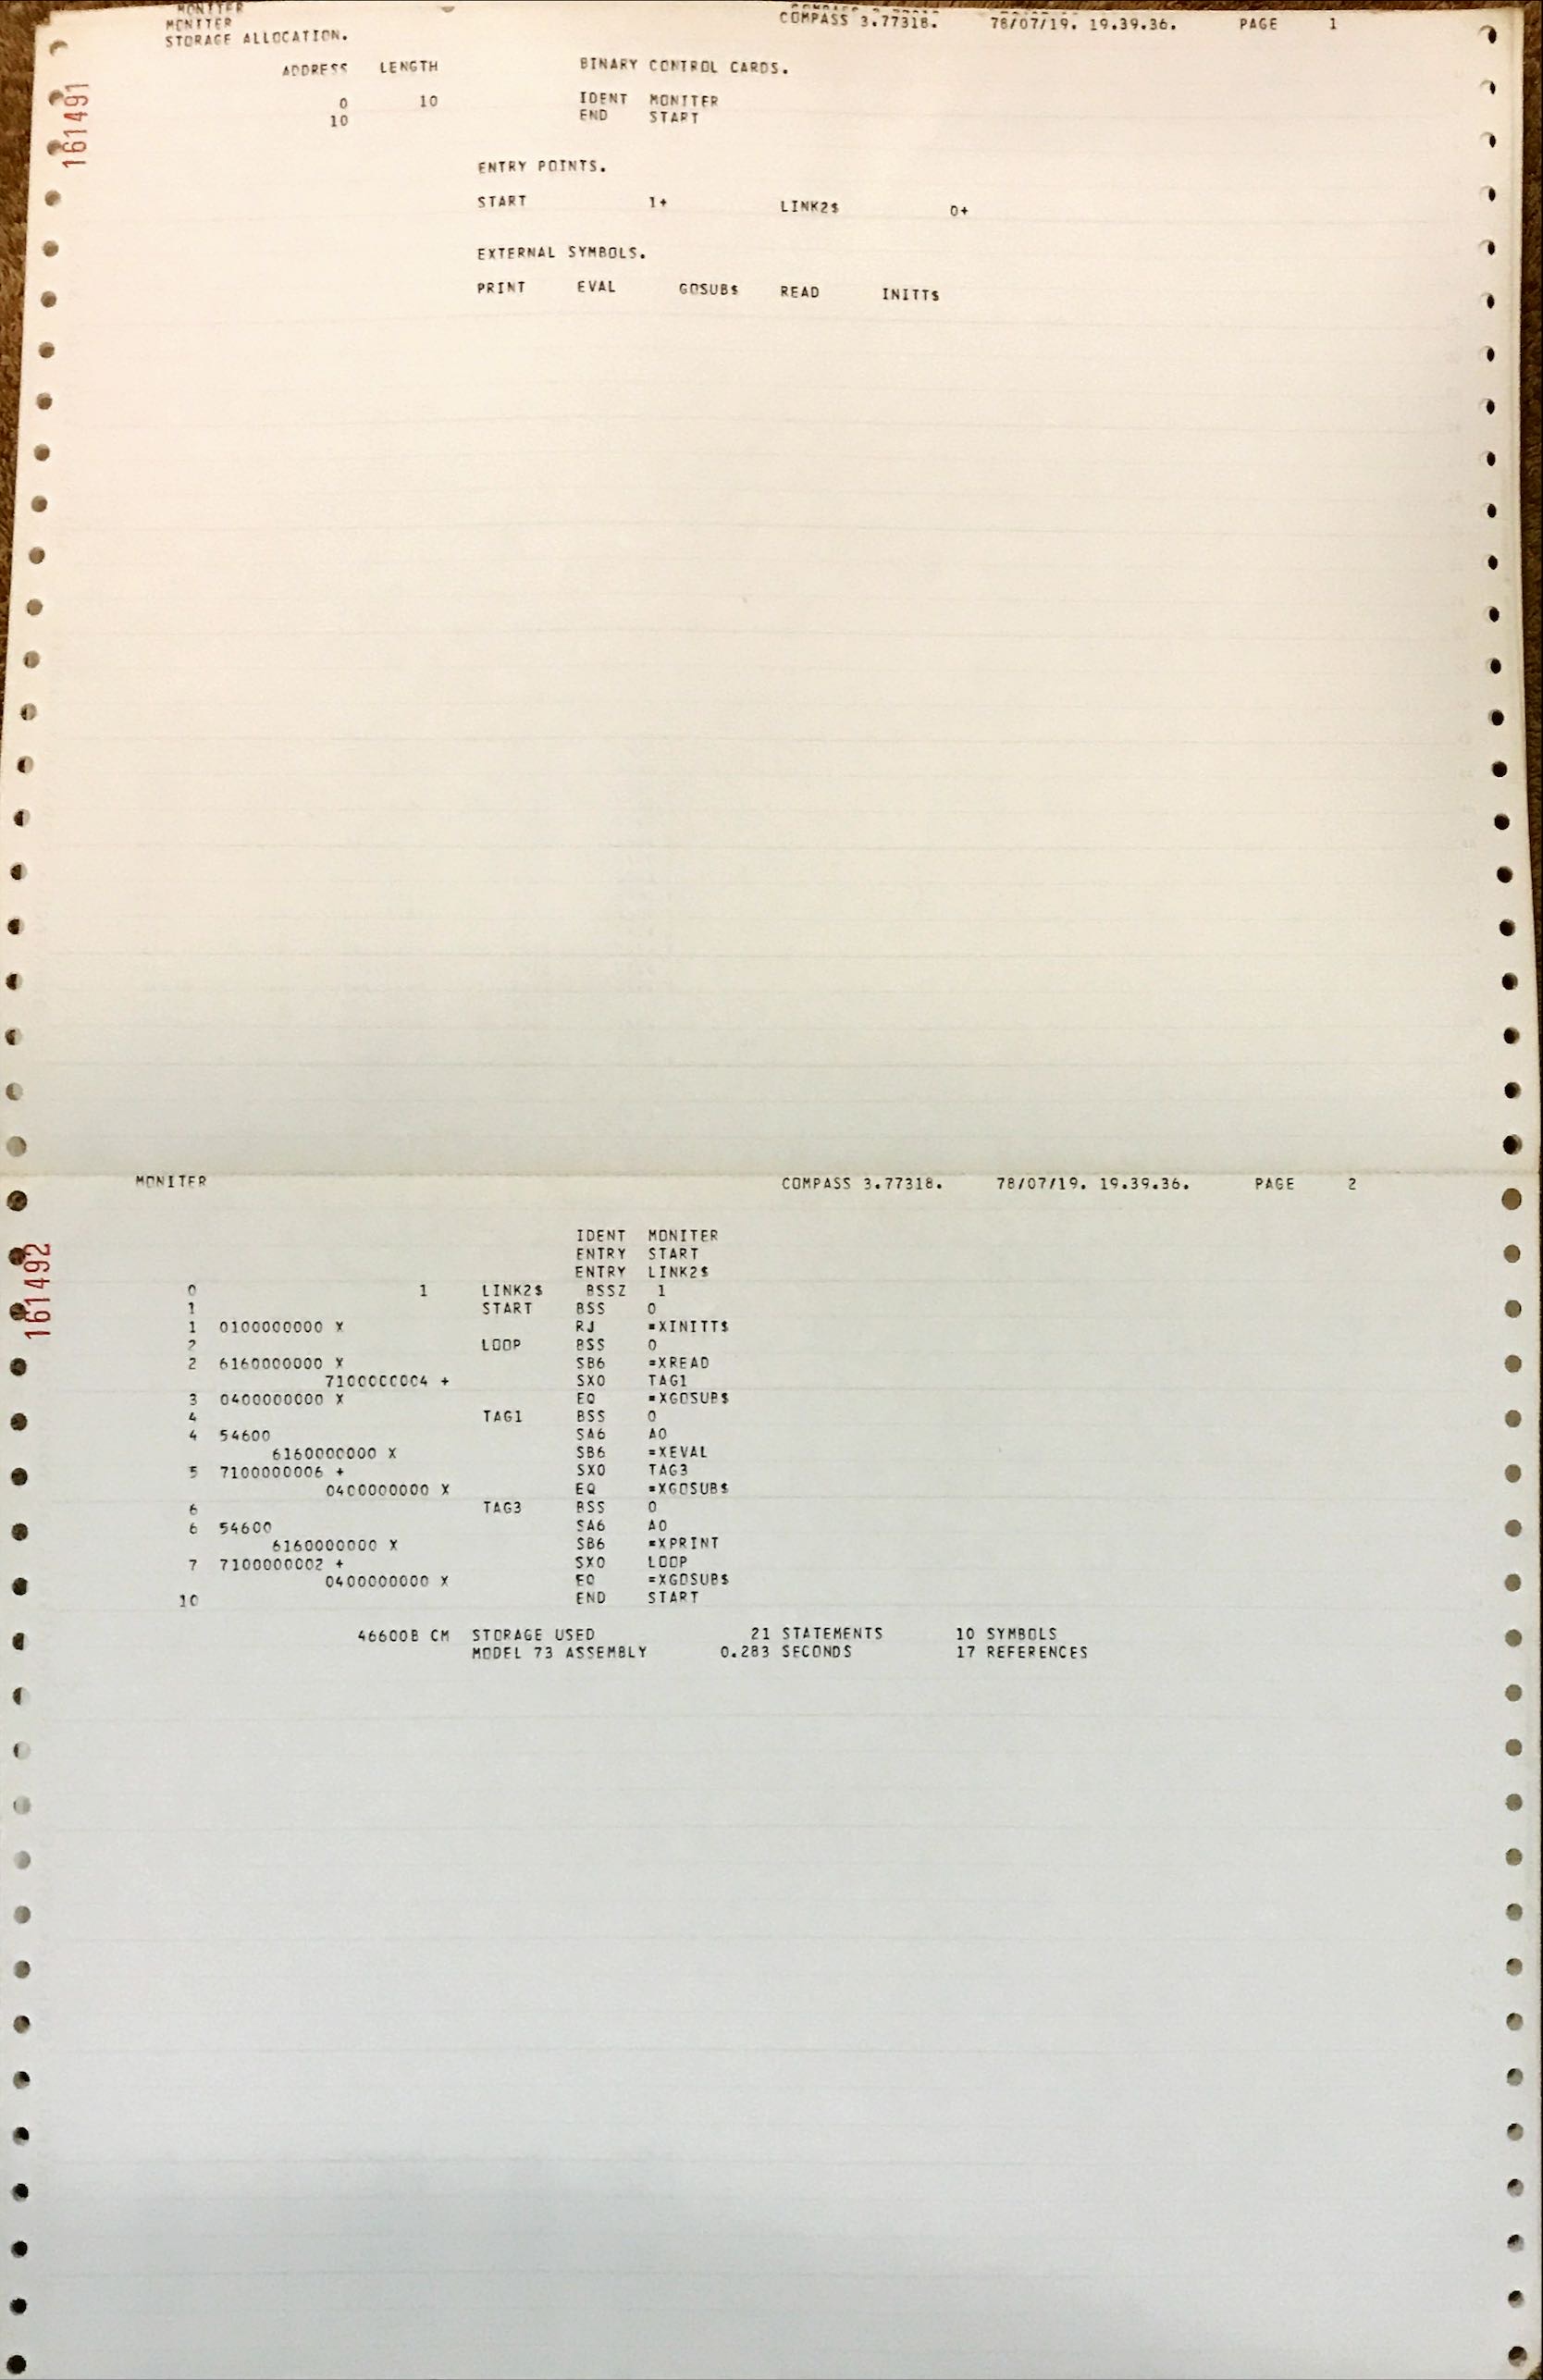 MONITER
MONITER COMPASS 3.77318. 78/07/19. 19.39.36. PAGE 1
STORAGE ALLOCATION.
ADDRESS LENGTH BINARY CONTROL CARDS.
0 10 IDENT MONITER
10 END START
161491
ENTRY POINTS.
START 1+ LINK2$ 0+
EXTERNAL SYMBOLS.
PRINT EVAL GOSUB$ READ INITT$
MONITER COMPASS 3.77318. 78/07/19. 19.39.36. PAGE 2
161492
IDENT MONITER
ENTRY START
ENTRY LINK2$
0 1 LINK2$ BSSZ 1
1 START BSS 0
1 0100000000 X RJ =XINITT$
2 LOOP BSS 0
2 6160000000 X SB6 =XREAD
7100000004 + SX0 TAG1
3 0400000000 X EQ =XGOSUB$
4 TAG1 BSS 0
4 54600 SA6 A0
6160000000 X SB6 =XEVAL
5 7100000006 + SX0 TAG3
0400000000 X EQ =XGOSUB$
6 TAG3 BSS 0
6 54600 SA6 A0
6160000000 X SB6 =XPRINT
7 7100000002 + SX0 LOOP
0400000000 X EQ =XGOSUB$
10 END START
46600B CM STORAGE USED 21 STATEMENTS 10 SYMBOLS
MODEL 73 ASSEMBLY 0.283 SECONDS 17 REFERENCES